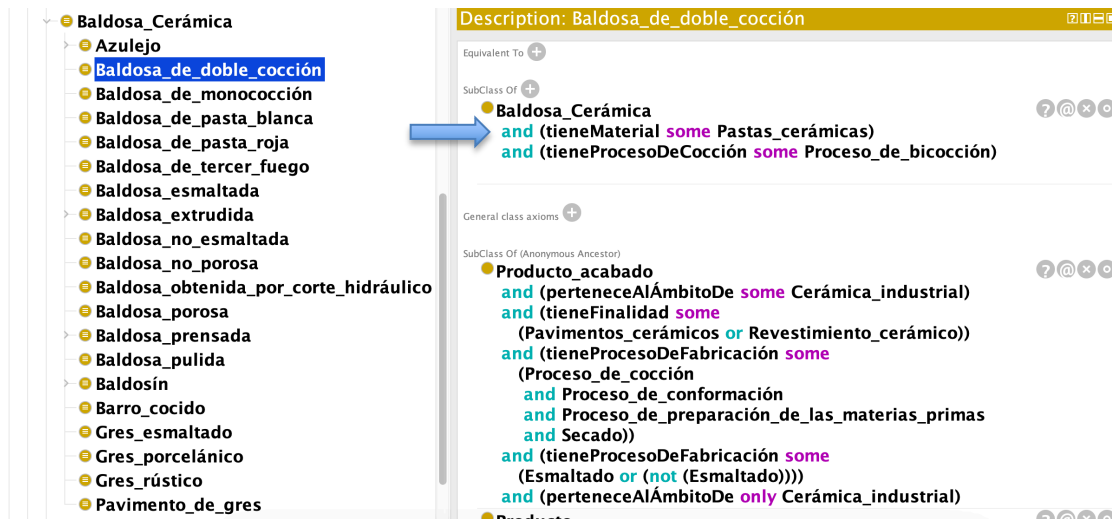 Baldosa_Cerámica
Azulejo
Baldosa_de_doble_cocción
Baldosa_de_monococción
Baldosa_de_pasta_blanca
Baldosa_de_pasta_roja
Baldosa_de_tercer_fuego
Baldosa_esmaltada
Baldosa_extrudida
Baldosa_no_esmaltada
Baldosa_no_porosa
Baldosa_obtenida_por_corte_hidráulico
Baldosa_porosa
Baldosa_prensada
Baldosa_pulida
Baldosín
Barro_cocido
Gres_esmaltado
Gres_porcelánico
Gres_rústico
Pavimento_de_gres
Description: Baldosa_de_doble_cocción
Equivalent To
SubClass Of
Baldosa_Cerámica
and (tieneMaterial some Pastas_cerámicas)
and (tieneProcesoDeCocción some Proceso_de_bicocción)
General class axioms
SubClass Of (Anonymous Ancestor)
Producto_acabado
and (perteneceAlÁmbitoDe some Cerámica_industrial)
and (tieneFinalidad some
(Pavimentos_cerámicos or Revestimiento_cerámico))
and (tieneProcesoDeFabricación some
(Proceso_de_cocción
and Proceso_de_conformación
and Proceso_de_preparación_de_las_materias_primas
and Secado))
and (tieneProcesoDeFabricación some
(Esmaltado or (not (Esmaltado))))
and (perteneceAlÁmbitoDe only Cerámica_industrial)